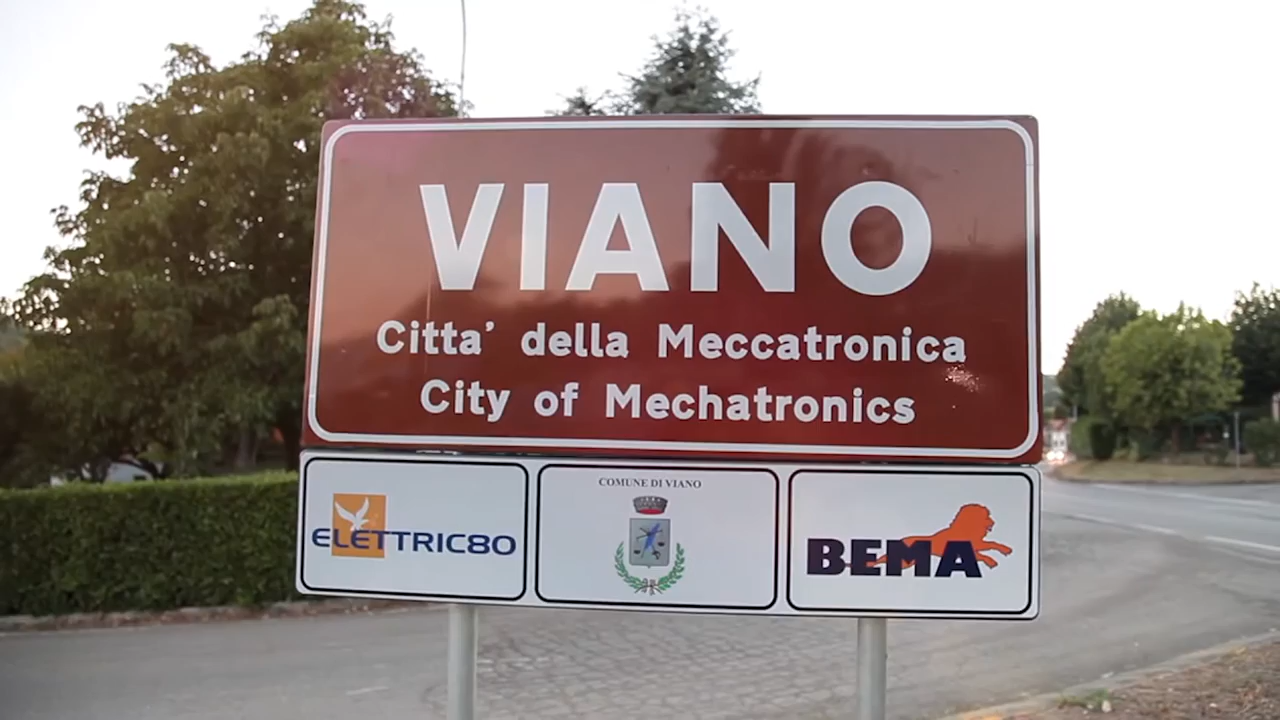 VIANO
Citta' della Meccatronica
City of Mechatronics
ELETTRIC80
COMUNE DI VIANO
BEMA